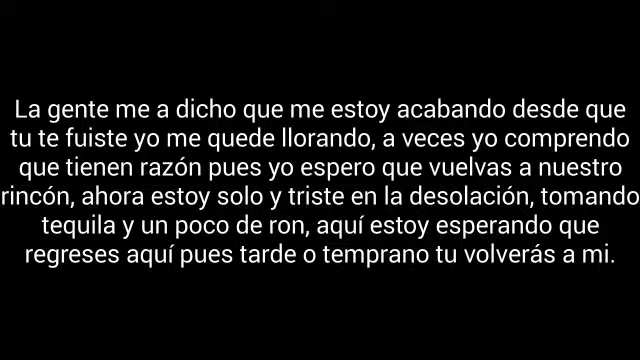 La gente me a dicho que me estoy acabando desde que
tu te fuiste yo me quede llorando, a veces yo comprendo
que tienen razón pues yo espero que vuelvas a nuestro
rincón, ahora estoy solo y triste en la desolación, tomando
tequila y un poco de ron, aquí estoy esperando que
regreses aquí pues tarde o temprano tu volverás a mi.